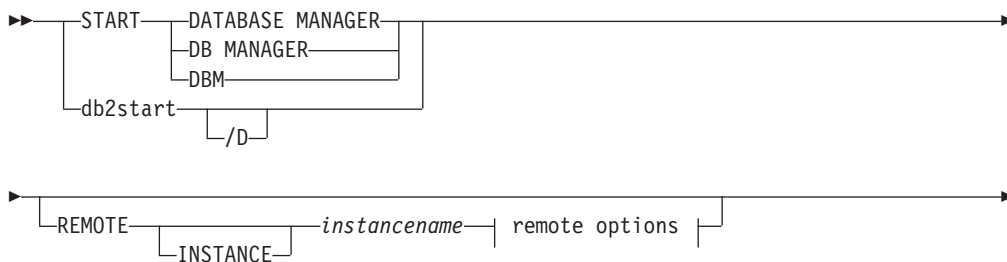 START DATABASE MANAGER
DB MANAGER
DBM
db2start
/D
REMOTE instancename remote options
INSTANCE